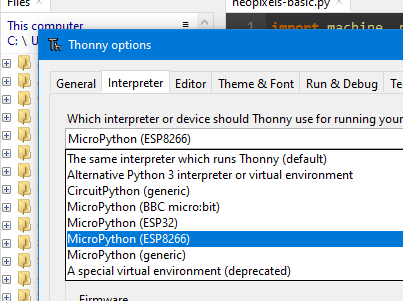 Files ×
neopixels-basic.py ×
This computer
C: \ U
1 import machine, n
Thonny options
General Interpreter Editor Theme & Font Run & Debug Te
Which interpreter or device should Thonny use for running your
MicroPython (ESP8266)
The same interpreter which runs Thonny (default)
Alternative Python 3 interpreter or virtual environment
CircuitPython (generic)
MicroPython (BBC micro:bit)
MicroPython (ESP32)
MicroPython (ESP8266)
MicroPython (generic)
A special virtual environment (deprecated)
Firmware